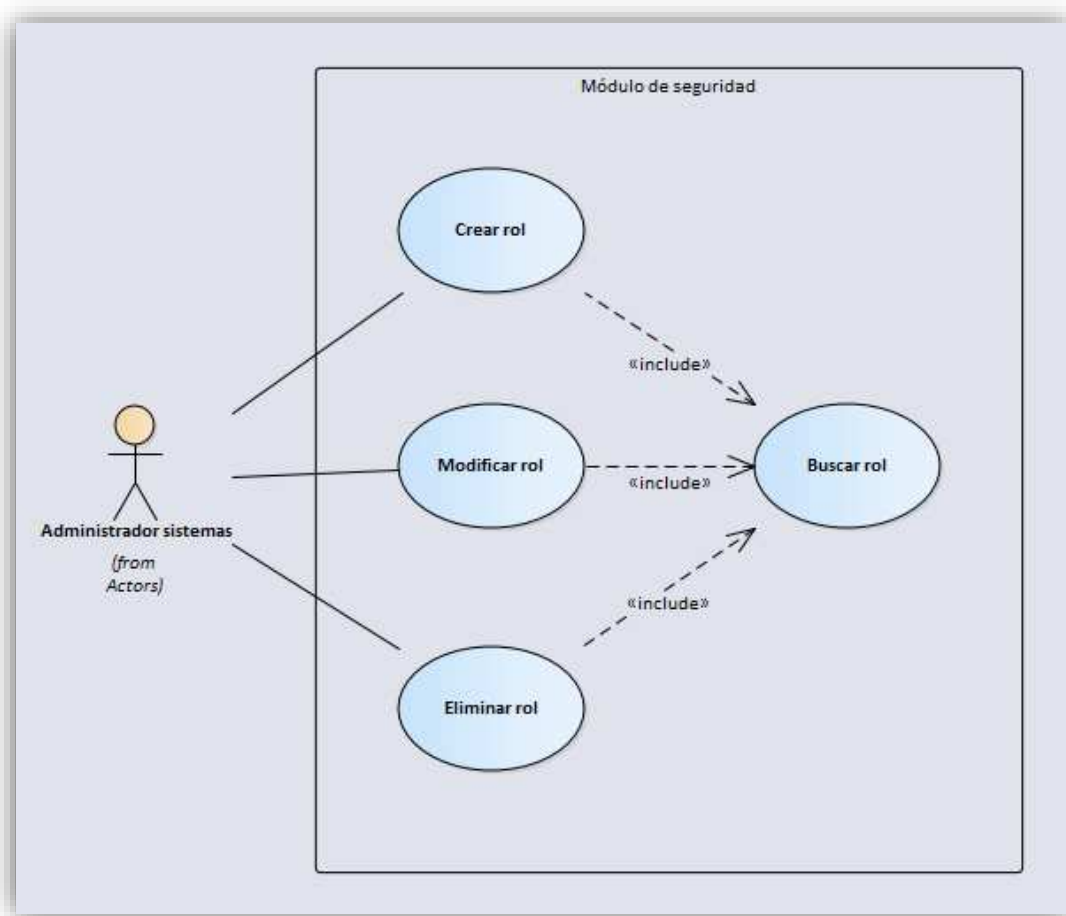 Módulo de seguridad
Crear rol
«include»
Modificar rol
«include»
Buscar rol
Administrador sistemas
(from
Actors)
«include»
Eliminar rol